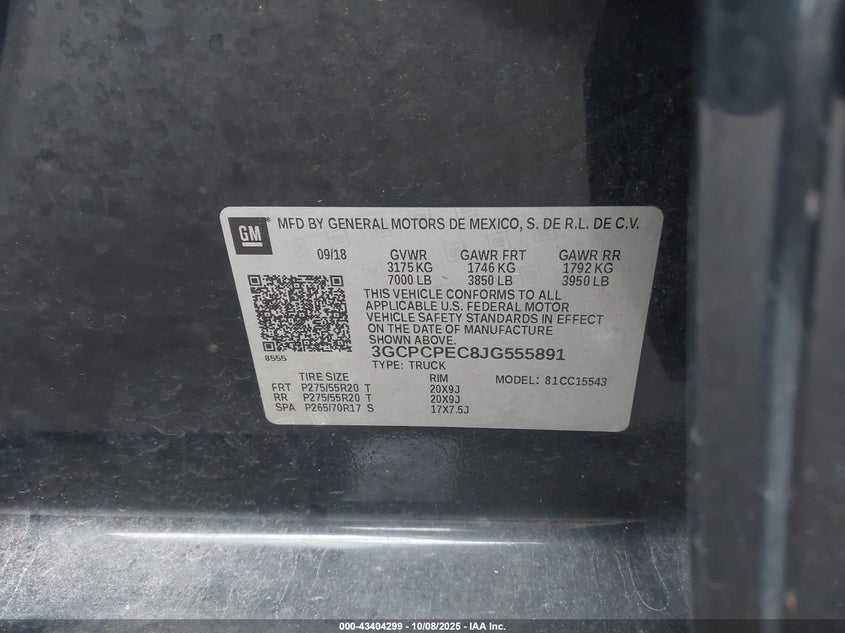 GM
MFD BY GENERAL MOTORS DE MEXICO, S. DE R.L. DE C.V.
09/18 GVWR GAWR FRT GAWR RR
3175 KG 1746 KG 1792 KG
7000 LB 3850 LB 3950 LB
THIS VEHICLE CONFORMS TO ALL
APPLICABLE U.S. FEDERAL MOTOR
VEHICLE SAFETY STANDARDS IN EFFECT
ON THE DATE OF MANUFACTURE
SHOWN ABOVE.
8555 3GCPCPEC8JG555891
TYPE: TRUCK
TIRE SIZE RIM MODEL: 81CC15543
FRT P275/55R20 T 20X9J
RR P275/55R20 T 20X9J
SPA P265/70R17 S 17X7.5J
000-43404299 - 10/08/2025 - IAA Inc.